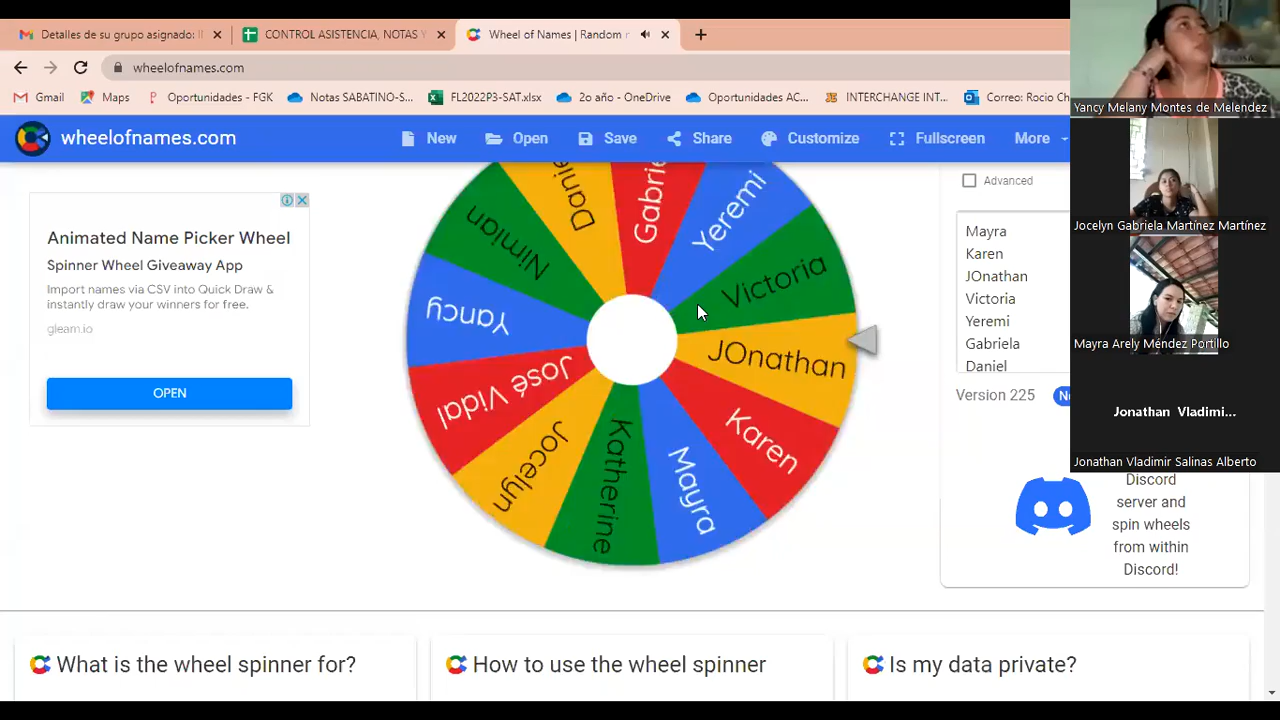 Detalles de su grupo asignado: I
CONTROL ASISTENCIA, NOTAS Y
Wheel of Names | Random n
wheelofnames.com
Gmail
Maps
Oportunidades - FGK
Notas SABATINO-S...
FL2022P3-SAT.xlsx
2o año - OneDrive
Oportunidades AC...
INTERCHANGE INT...
Correo: Rocio Ch
wheelofnames.com
New
Open
Save
Share
Customize
Fullscreen
More
Animated Name Picker Wheel
Spinner Wheel Giveaway App
Import names via CSV into Quick Draw &
instantly draw your winners for free.
gleam.io
OPEN
Danie
Gabrie
Yeremi
Victoria
JOnathan
Karen
Mayra
Katherine
Jocelyn
José Vidal
Yancy
Nimian
Advanced
Mayra
Karen
JOnathan
Victoria
Yeremi
Gabriela
Daniel
Version 225
Discord
server and
spin wheels
from within
Discord!
Yancy Melany Montes de Melendez
Jocelyn Gabriela Martínez Martínez
Mayra Arely Méndez Portillo
Jonathan Vladimi...
Jonathan Vladimir Salinas Alberto
What is the wheel spinner for?
How to use the wheel spinner
Is my data private?